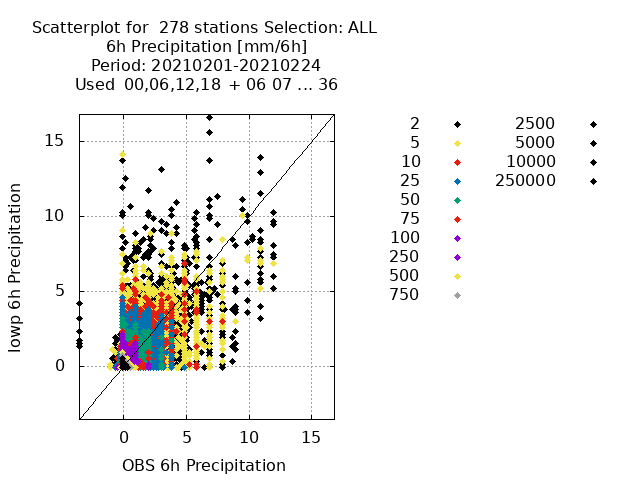 Scatterplot for 278 stations Selection: ALL
6h Precipitation [mm/6h]
Period: 20210201-20210224
Used 00,06,12,18 + 06 07 ... 36
Iowp 6h Precipitation
15
10
5
0
0 5 10 15
OBS 6h Precipitation
2 2500
5 5000
10 10000
25 250000
50
75
100
250
500
750